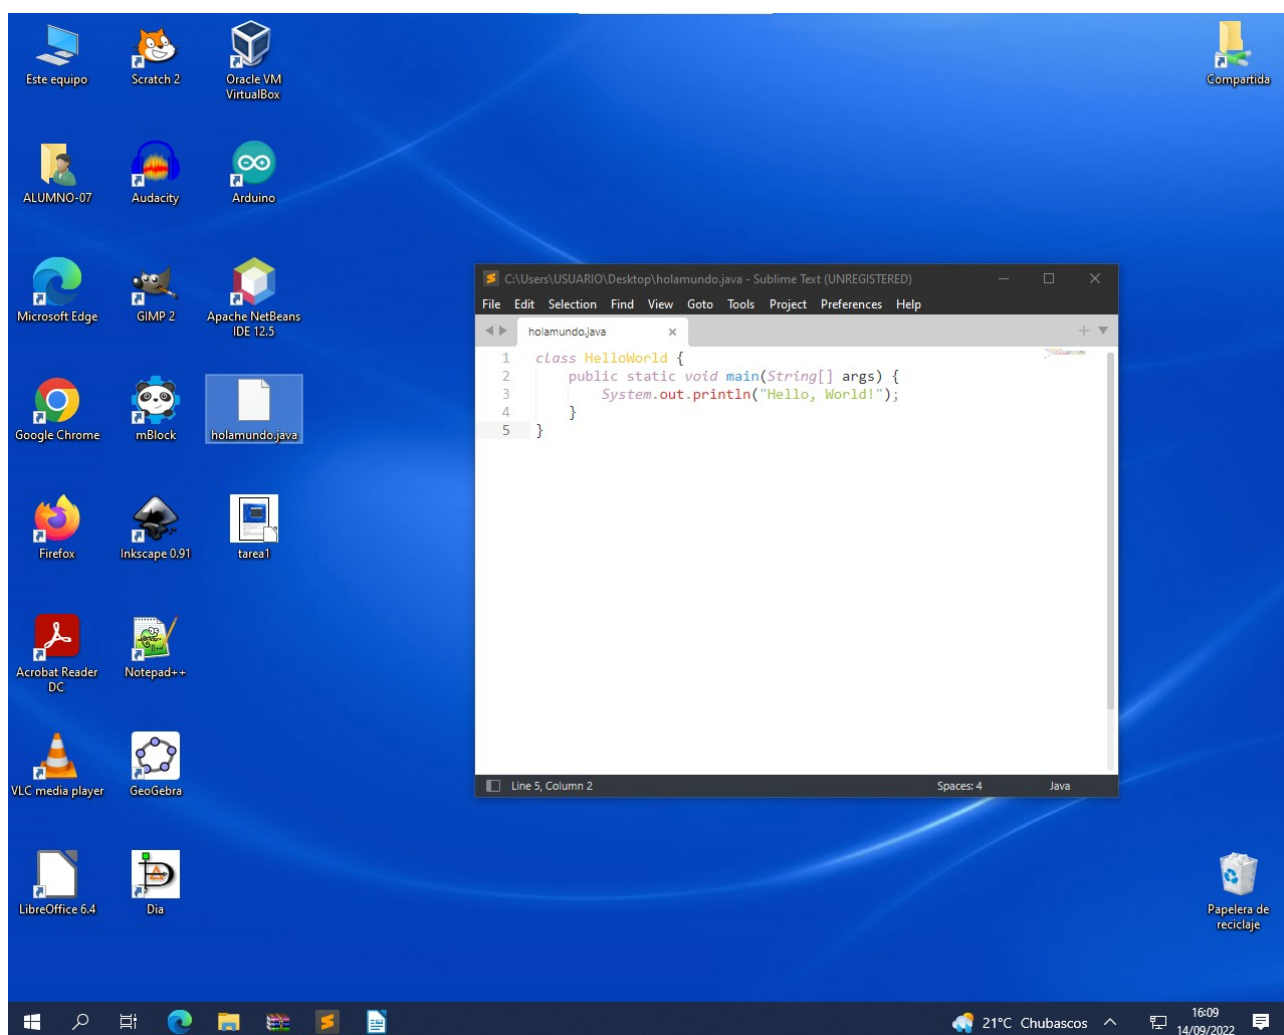 Este equipo
Scratch 2
Oracle VM
VirtualBox
Compartida
ALUMNO-07
Audacity
Arduino
Microsoft Edge
GIMP 2
Apache NetBeans
IDE 12.5
Google Chrome
mBlock
holamundo.java
Firefox
Inkscape 0.91
tarea1
Acrobat Reader
DC
Notepad++
VLC media player
GeoGebra
LibreOffice 6.4
Dia
C:\Users\USUARIO\Desktop\holamundo.java - Sublime Text (UNREGISTERED)
File Edit Selection Find View Goto Tools Project Preferences Help
holamundo.java
1 class HelloWorld {
2 public static void main(String[] args) {
3 System.out.println("Hello, World!");
4 }
5 }
Line 5, Column 2 Spaces: 4 Java
Papelera de
reciclaje
21°C Chubascos
16:09
14/09/2022